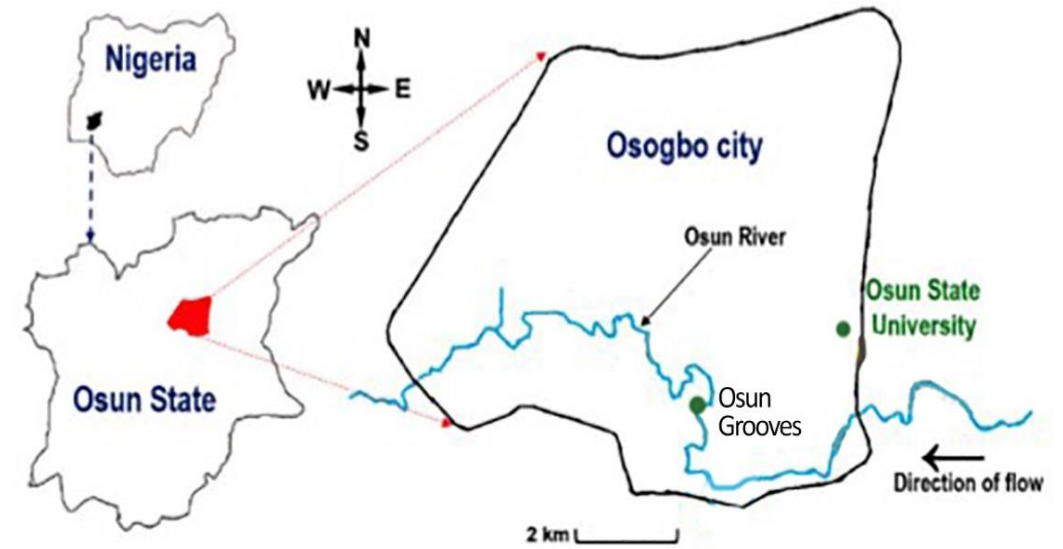 Nigeria
N
W
E
S
Osogbo city
Osun River
Osun State
University
Osun State
Osun
Grooves
Direction of flow
2 km